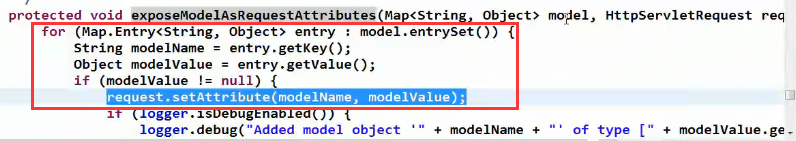 protected void exposeModelAsRequestAttributes(Map<String, Object> model, HttpServletRequest req
for (Map.Entry<String, Object> entry : model.entrySet()) {
String modelName = entry.getKey();
Object modelValue = entry.getValue();
if (modelValue != null) {
request.setAttribute(modelName, modelValue);
if (logger.isDebugEnabled()) {
logger.debug("Added model object '" + modelName + "' of type [" + modelValue.ge